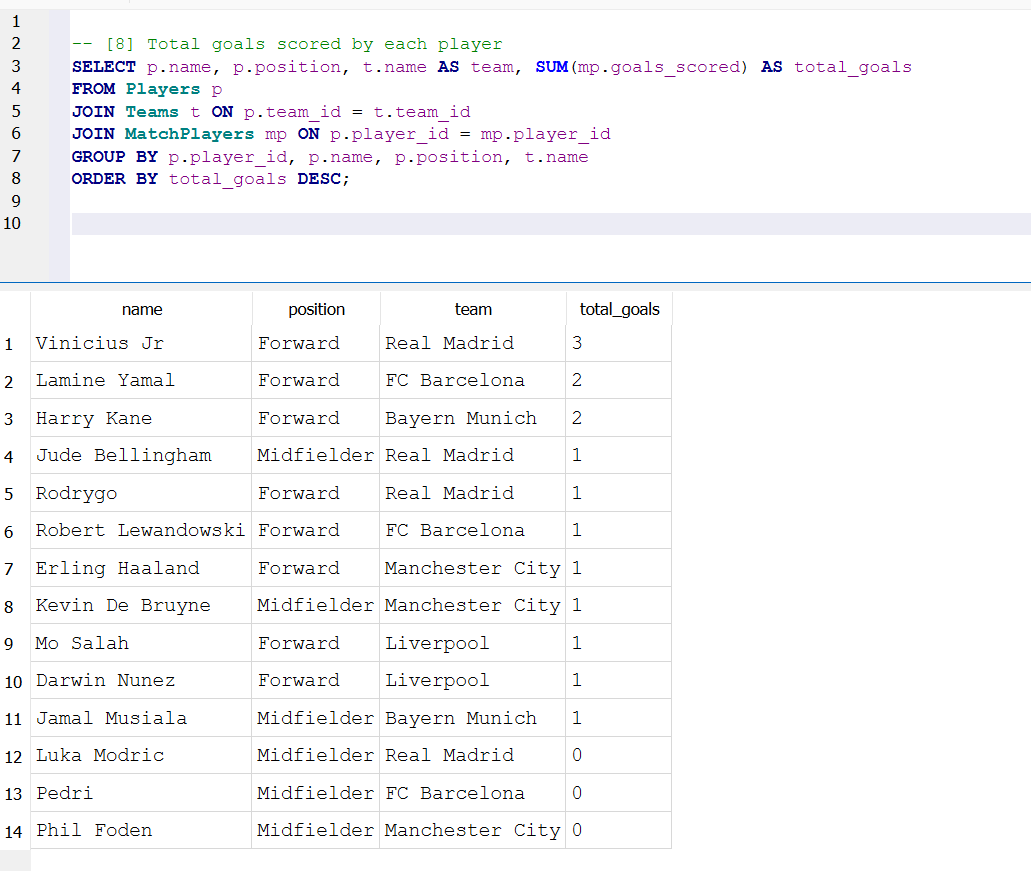 1
2 -- [8] Total goals scored by each player
3 SELECT p.name, p.position, t.name AS team, SUM(mp.goals_scored) AS total_goals
4 FROM Players p
5 JOIN Teams t ON p.team_id = t.team_id
6 JOIN MatchPlayers mp ON p.player_id = mp.player_id
7 GROUP BY p.player_id, p.name, p.position, t.name
8 ORDER BY total_goals DESC;
9
10
name position team total_goals
1 Vinicius Jr Forward Real Madrid 3
2 Lamine Yamal Forward FC Barcelona 2
3 Harry Kane Forward Bayern Munich 2
4 Jude Bellingham Midfielder Real Madrid 1
5 Rodrygo Forward Real Madrid 1
6 Robert Lewandowski Forward FC Barcelona 1
7 Erling Haaland Forward Manchester City 1
8 Kevin De Bruyne Midfielder Manchester City 1
9 Mo Salah Forward Liverpool 1
10 Darwin Nunez Forward Liverpool 1
11 Jamal Musiala Midfielder Bayern Munich 1
12 Luka Modric Midfielder Real Madrid 0
13 Pedri Midfielder FC Barcelona 0
14 Phil Foden Midfielder Manchester City 0